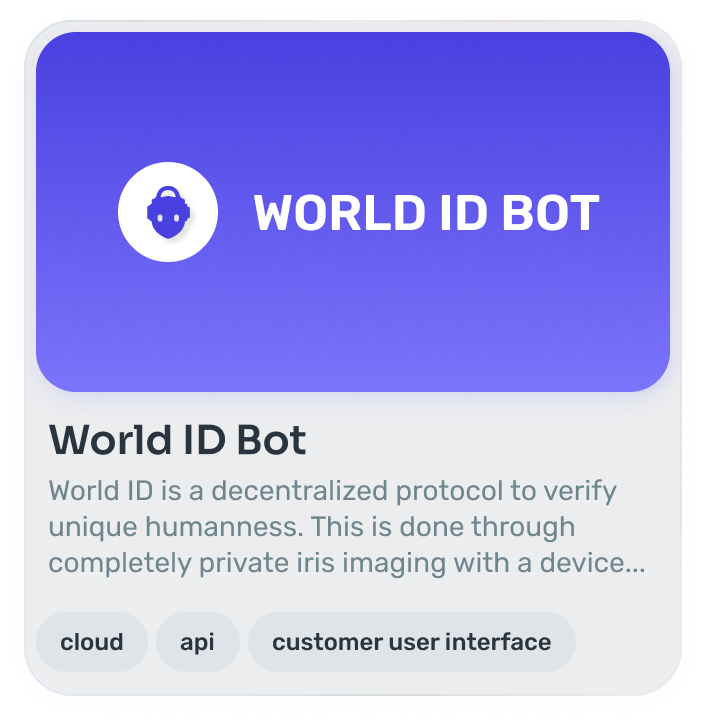 WORLD ID BOT
World ID Bot
World ID is a decentralized protocol to verify
unique humanness. This is done through
completely private iris imaging with a device...
cloud
api
customer user interface